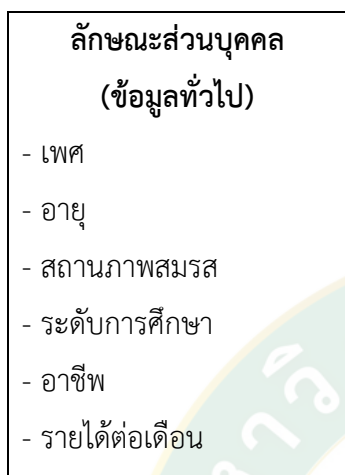 ลักษณะส่วนบุคคล
(ข้อมูลทั่วไป)
- เพศ
- อายุ
- สถานภาพสมรส
- ระดับการศึกษา
- อาชีพ
- รายได้ต่อเดือน